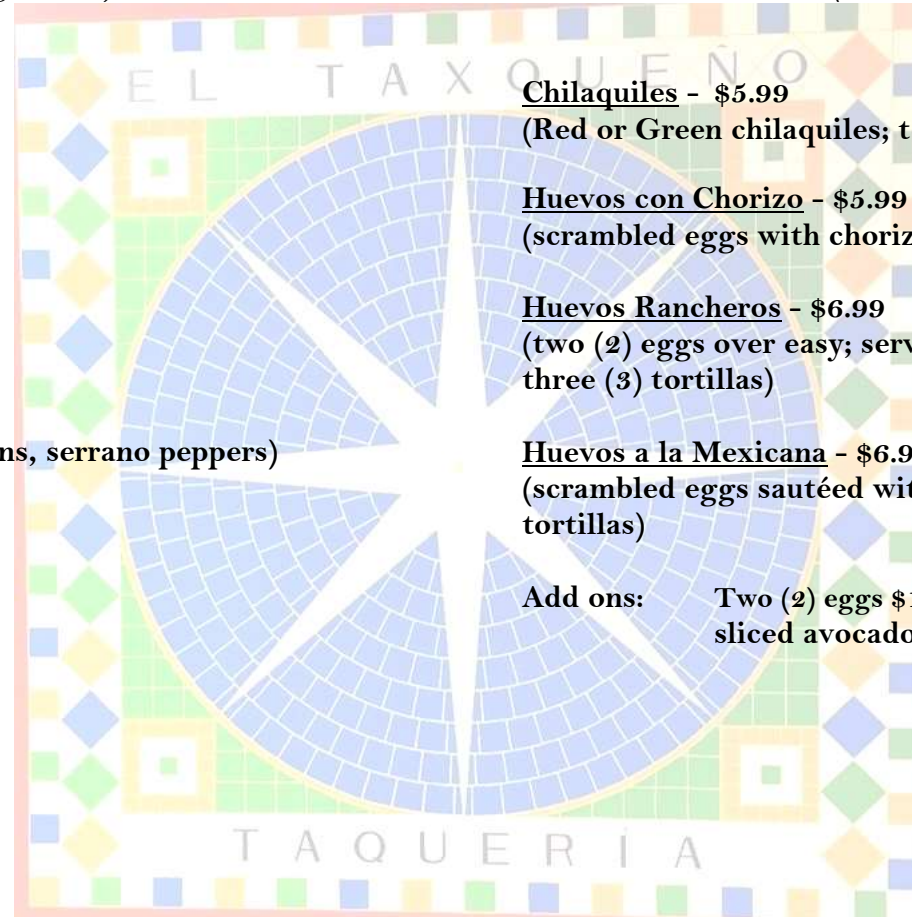 EL TAXQUEÑO
Chilaquiles - $5.99
(Red or Green chilaquiles;
Huevos con Chorizo - $5.99
(scrambled eggs with
Huevos Rancheros - $6.99
(two (2) eggs over easy;
three (3) tortillas)
serrano peppers)
Huevos a la Mexicana -
(scrambled eggs sautéed
tortillas)
Add ons: Two (2) eggs
sliced avocado
TAQUERÍA